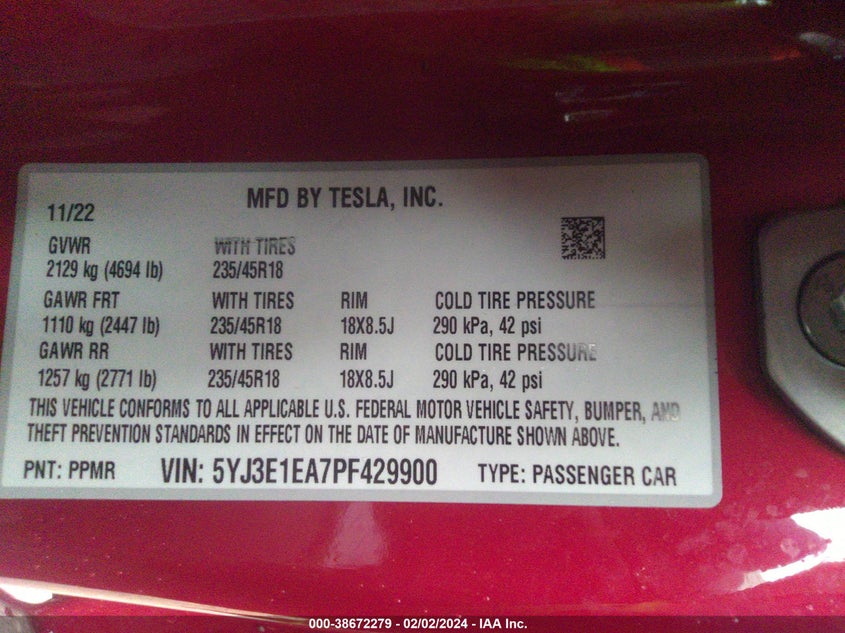 MFD BY TESLA, INC.
11/22
GVWR WITH TIRES
2129 kg (4694 lb) 235/45R18
GAWR FRT WITH TIRES RIM COLD TIRE PRESSURE
1110 kg (2447 lb) 235/45R18 18X8.5J 290 kPa, 42 psi
GAWR RR WITH TIRES RIM COLD TIRE PRESSURE
1257 kg (2771 lb) 235/45R18 18X8.5J 290 kPa, 42 psi
THIS VEHICLE CONFORMS TO ALL APPLICABLE U.S. FEDERAL MOTOR VEHICLE SAFETY, BUMPER, AND
THEFT PREVENTION STANDARDS IN EFFECT ON THE DATE OF MANUFACTURE SHOWN ABOVE.
PNT: PPMR VIN: 5YJ3E1EA7PF429900 TYPE: PASSENGER CAR
000-38672279 - 02/02/2024 - IAA Inc.